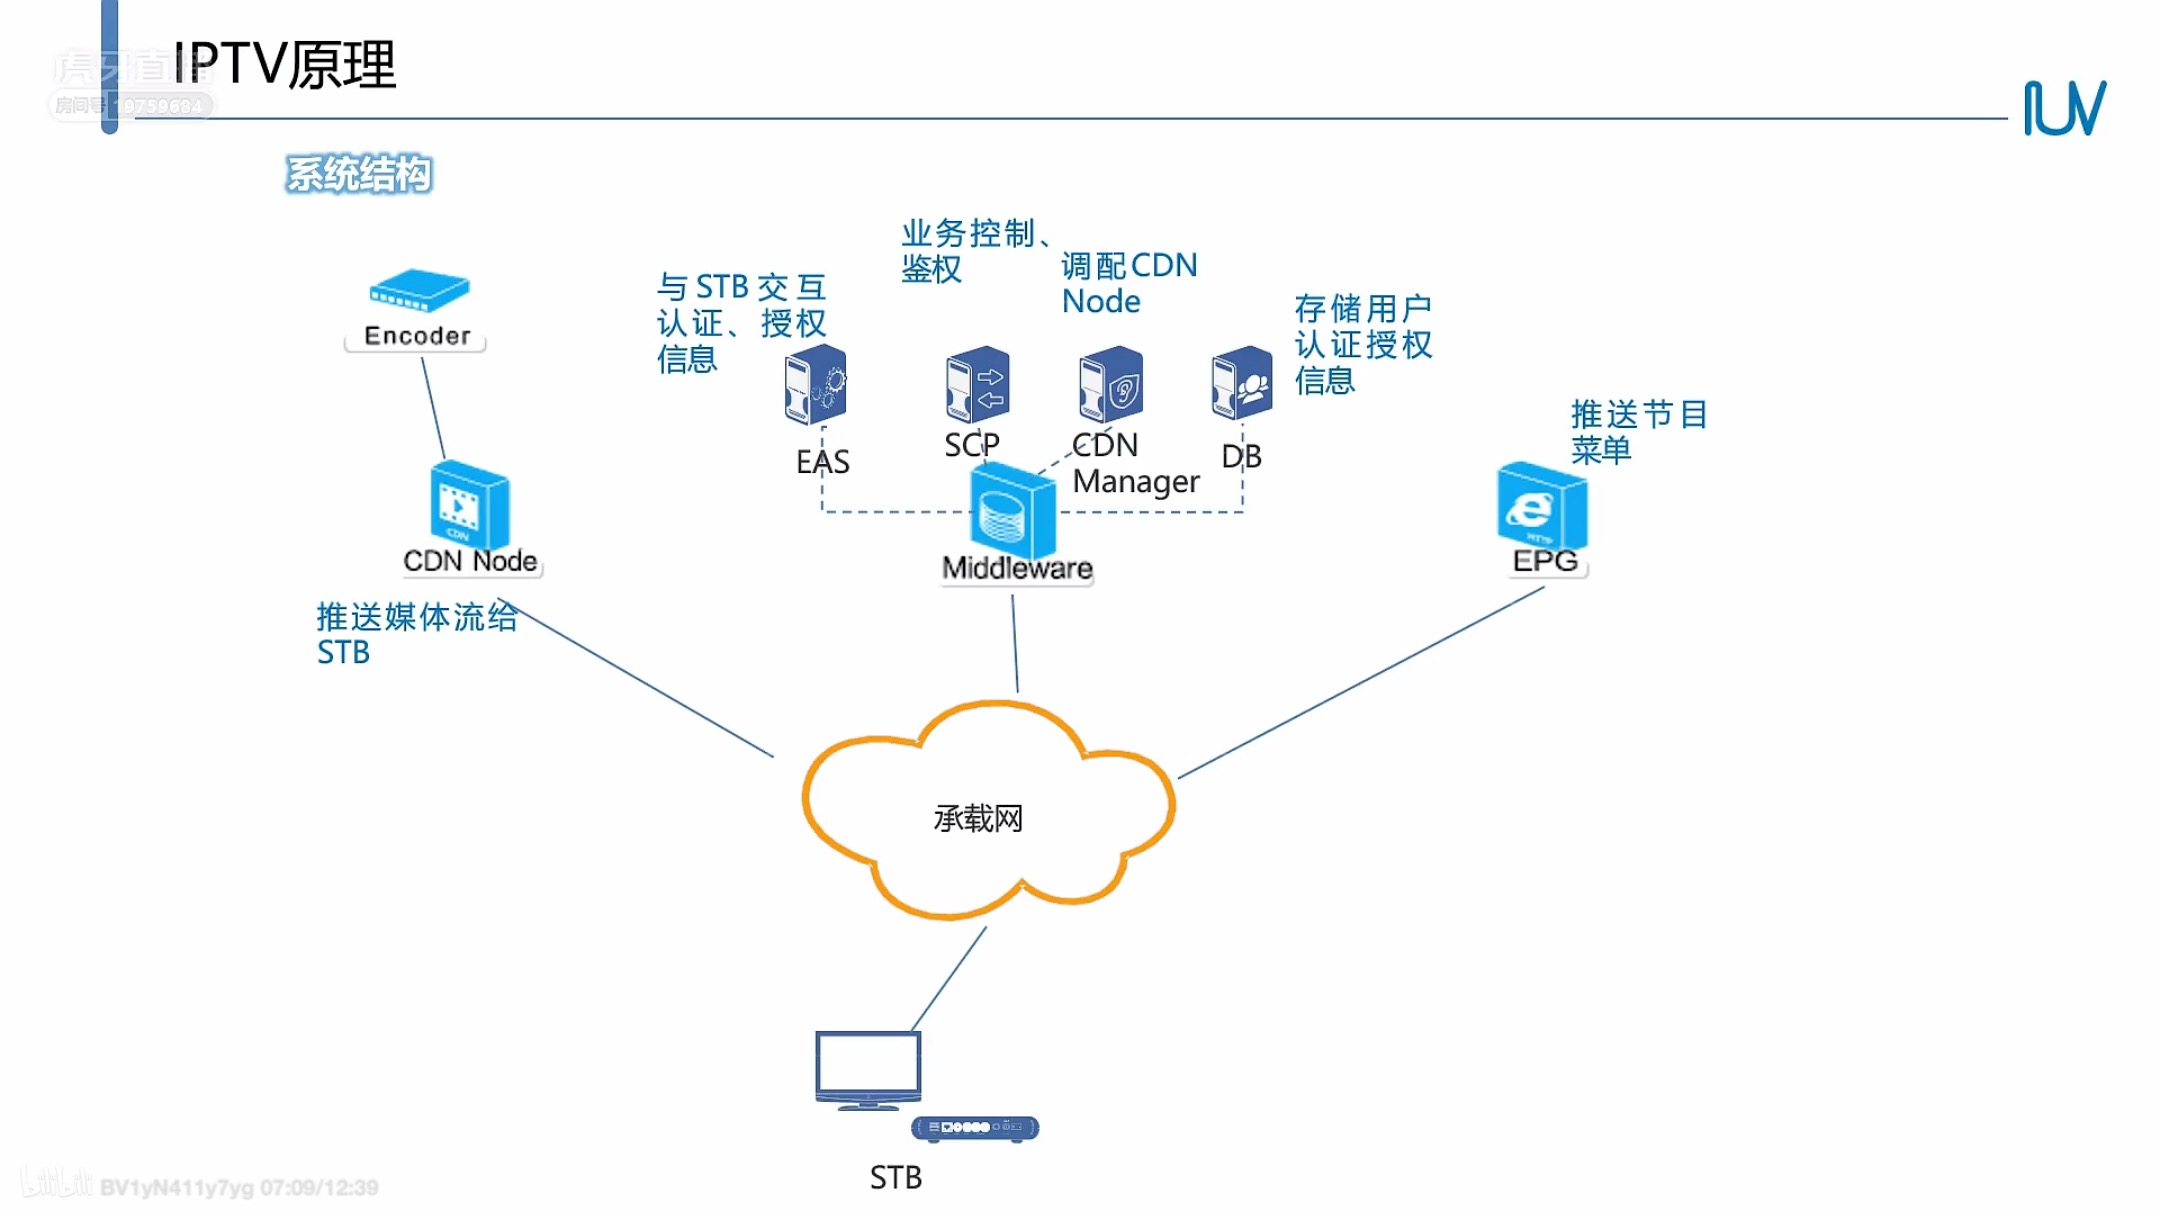 IPTV原理
虎牙直播
房间号 19759684
IUV
系统结构
业务控制、
鉴权
调配CDN
Node
与STB交互
认证、授权
信息
存储用户
认证授权
信息
Encoder
推送节目
菜单
EAS
SCP
CDN
Manager
DB
CDN
CDN Node
Middleware
HTTP
EPG
推送媒体流给
STB
承载网
STB
bilibili BV1yN411y7yg 07:09/12:39